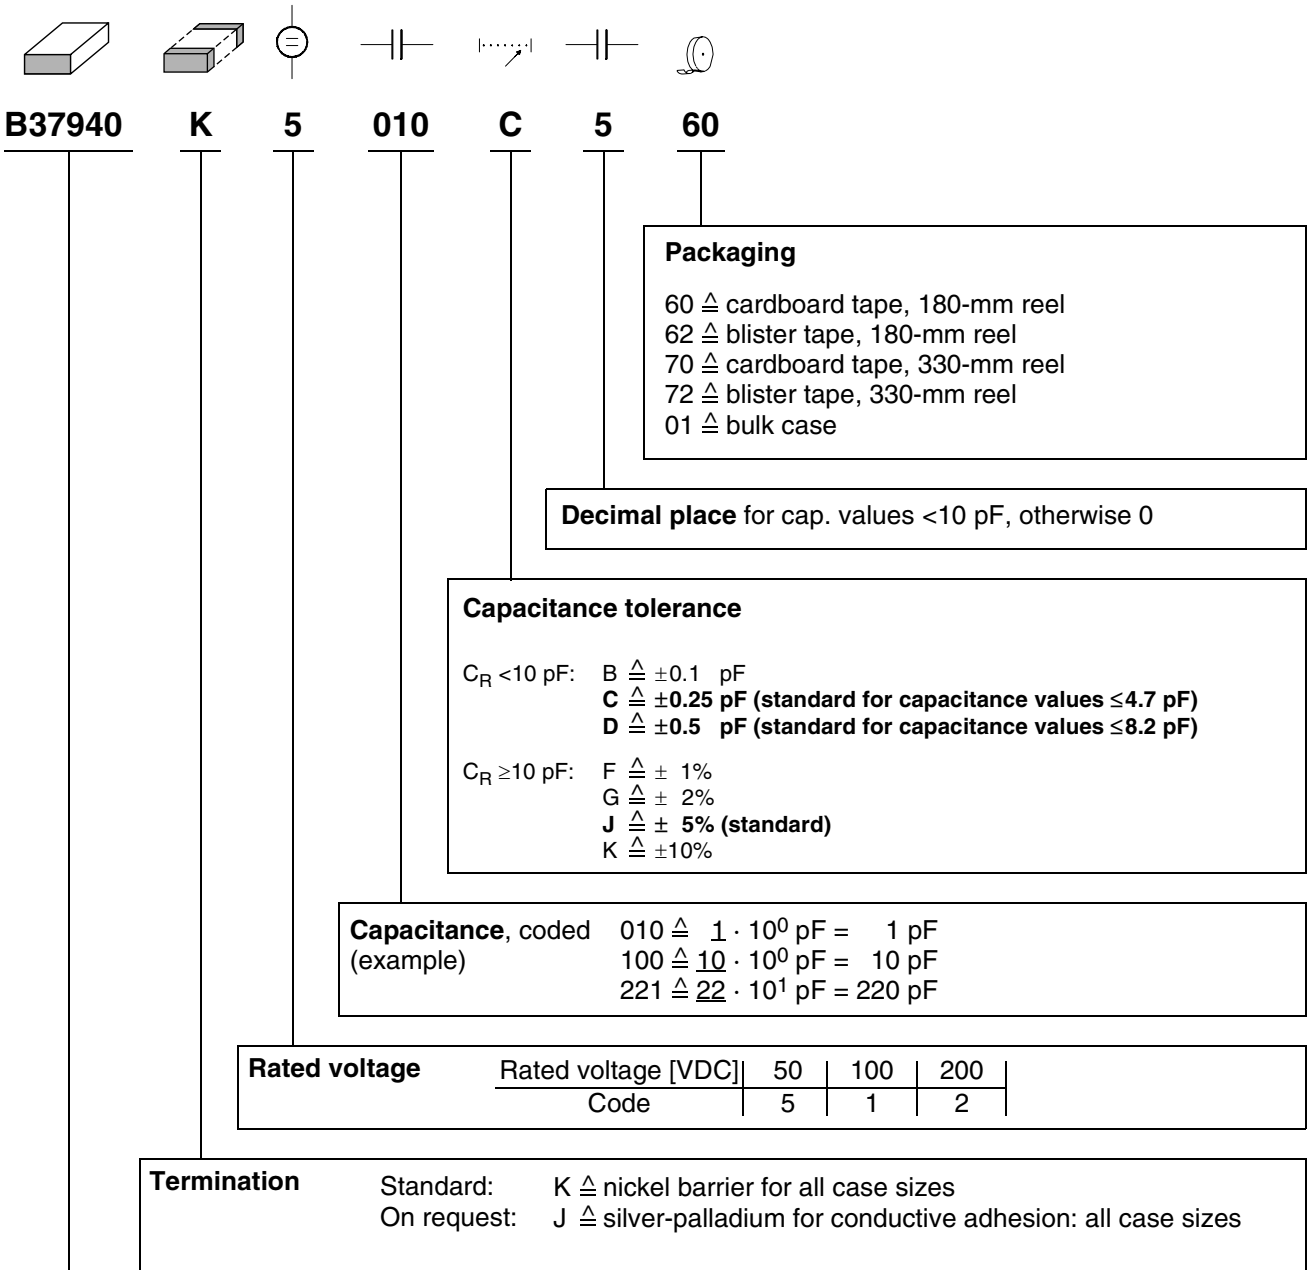 B37940 K 5 010 C 5 60
Packaging
60 ≙ cardboard tape, 180-mm reel
62 ≙ blister tape, 180-mm reel
70 ≙ cardboard tape, 330-mm reel
72 ≙ blister tape, 330-mm reel
01 ≙ bulk case
Decimal place for cap. values <10 pF, otherwise 0
Capacitance tolerance
CR <10 pF: B ≙ ±0.1 pF
C ≙ ±0.25 pF (standard for capacitance values ≤4.7 pF)
D ≙ ±0.5 pF (standard for capacitance values ≤8.2 pF)
CR ≥10 pF: F ≙ ± 1%
G ≙ ± 2%
J ≙ ± 5% (standard)
K ≙ ±10%
Capacitance, coded 010 ≙ 1 · 10⁰ pF = 1 pF
(example) 100 ≙ 10 · 10⁰ pF = 10 pF
221 ≙ 22 · 10¹ pF = 220 pF
Rated voltage Rated voltage [VDC] 50 100 200
Code 5 1 2
Termination Standard: K ≙ nickel barrier for all case sizes
On request: J ≙ silver-palladium for conductive adhesion: all case sizes